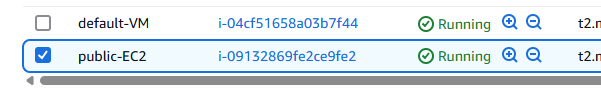 default-VM i-04cf51658a03b7f44 Running t2.
public-EC2 i-09132869fe2ce9fe2 Running t2.